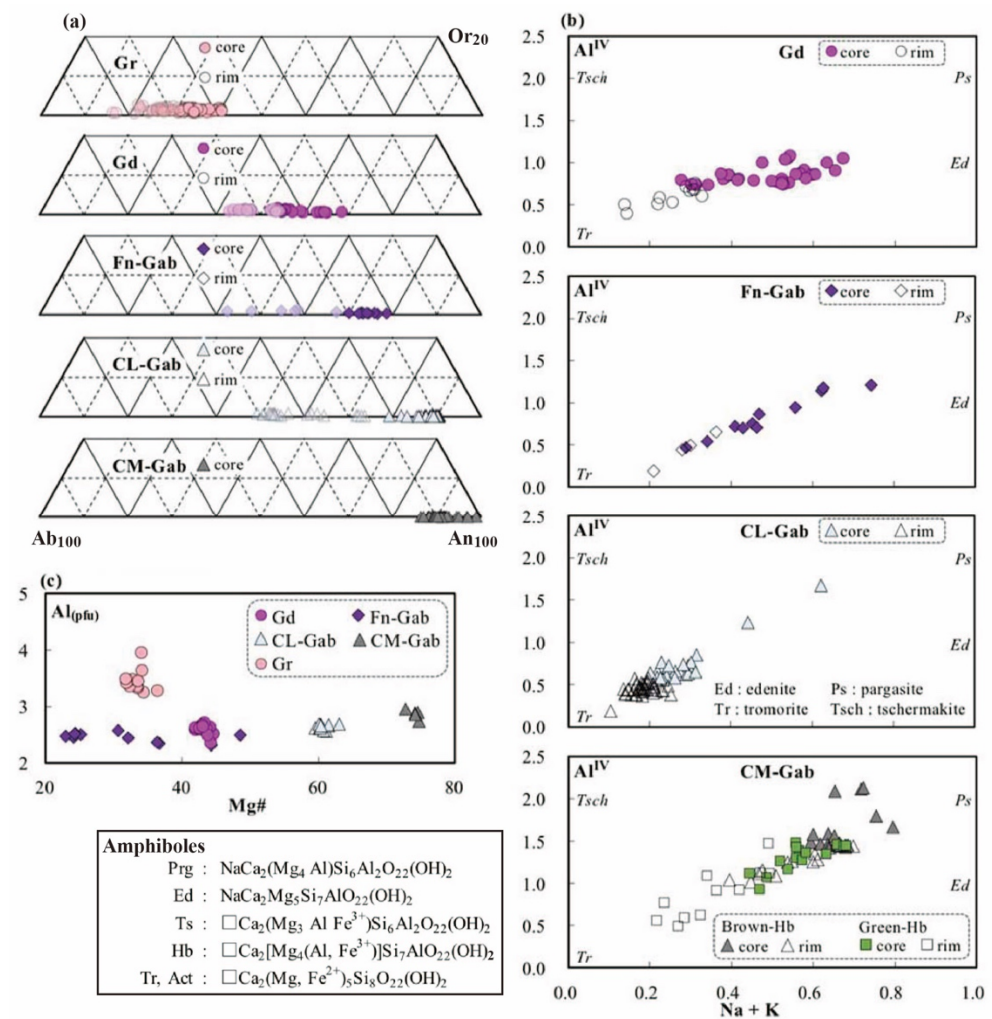 (a)
Or20
Gr
core
rim
Gd
core
rim
Fn-Gab
core
rim
CL-Gab
core
rim
CM-Gab
core
Ab100
An100
(b)
AlIV
Gd
core
rim
Tsch
Ps
Ed
Tr
2.5
2.0
1.5
1.0
0.5
0.0
AlIV
Fn-Gab
core
rim
Tsch
Ps
Ed
Tr
2.5
2.0
1.5
1.0
0.5
0.0
AlIV
CL-Gab
core
rim
Tsch
Ps
Ed
Ed : edenite Ps : pargasite
Tr : tromorite Tsch : tschermakite
Tr
2.5
2.0
1.5
1.0
0.5
0.0
AlIV
CM-Gab
Tsch
Ps
Ed
Brown-Hb Green-Hb
core rim core rim
Tr
2.5
2.0
1.5
1.0
0.5
0.0
0.0 0.2 0.4 0.6 0.8 1.0
Na + K
(c)
Al(pfu)
Gd Fn-Gab
CL-Gab CM-Gab
Gr
5
4
3
2
20 40 60 80
Mg#
Amphiboles
Prg : NaCa2(Mg4 Al)Si6Al2O22(OH)2
Ed : NaCa2Mg5Si7AlO22(OH)2
Ts : □Ca2(Mg3 Al Fe3+)Si6Al2O22(OH)2
Hb : □Ca2[Mg4(Al, Fe3+)]Si7AlO22(OH)2
Tr, Act : □Ca2(Mg, Fe2+)5Si8O22(OH)2